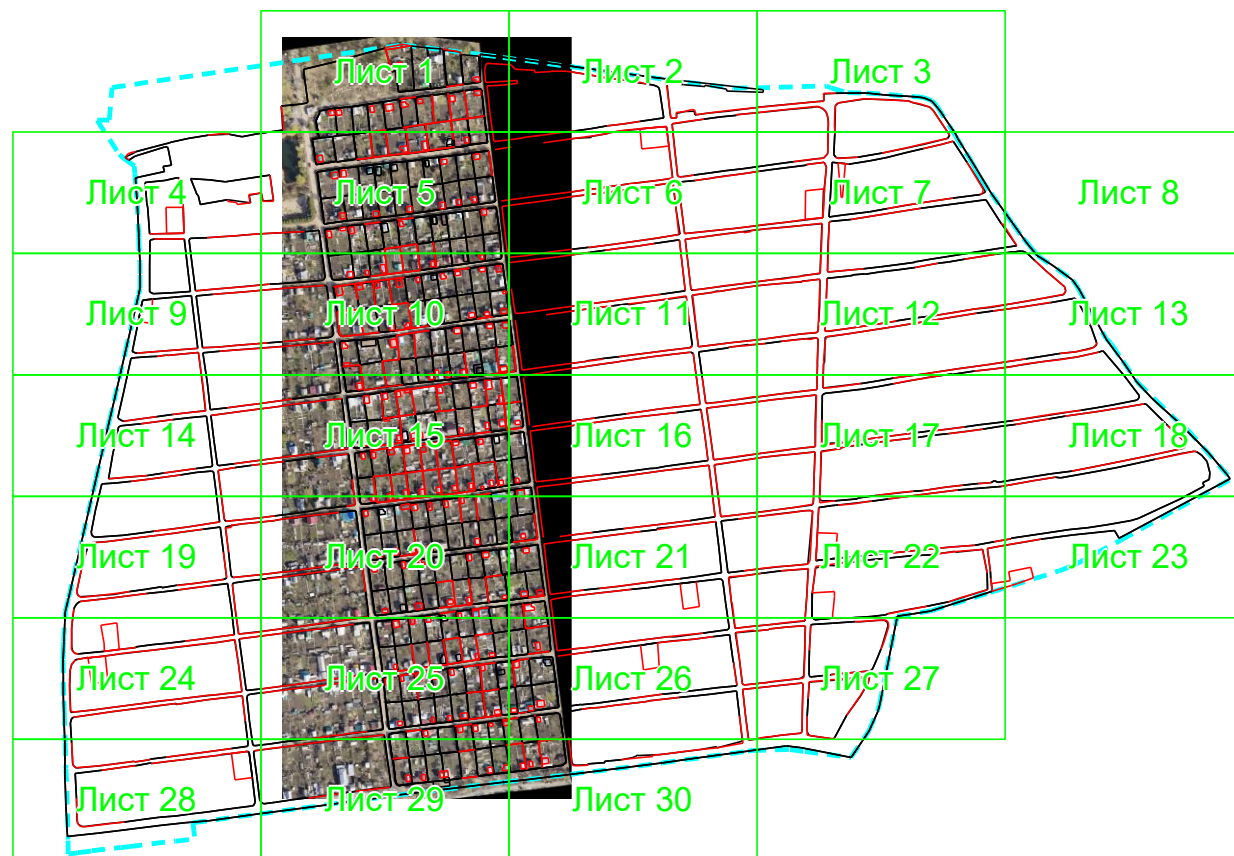 Лист 1
Лист 2
Лист 3
Лист 4
Лист 5
Лист 6
Лист 7
Лист 8
Лист 9
Лист 10
Лист 11
Лист 12
Лист 13
Лист 14
Лист 15
Лист 16
Лист 17
Лист 18
Лист 19
Лист 20
Лист 21
Лист 22
Лист 23
Лист 24
Лист 25
Лист 26
Лист 27
Лист 28
Лист 29
Лист 30